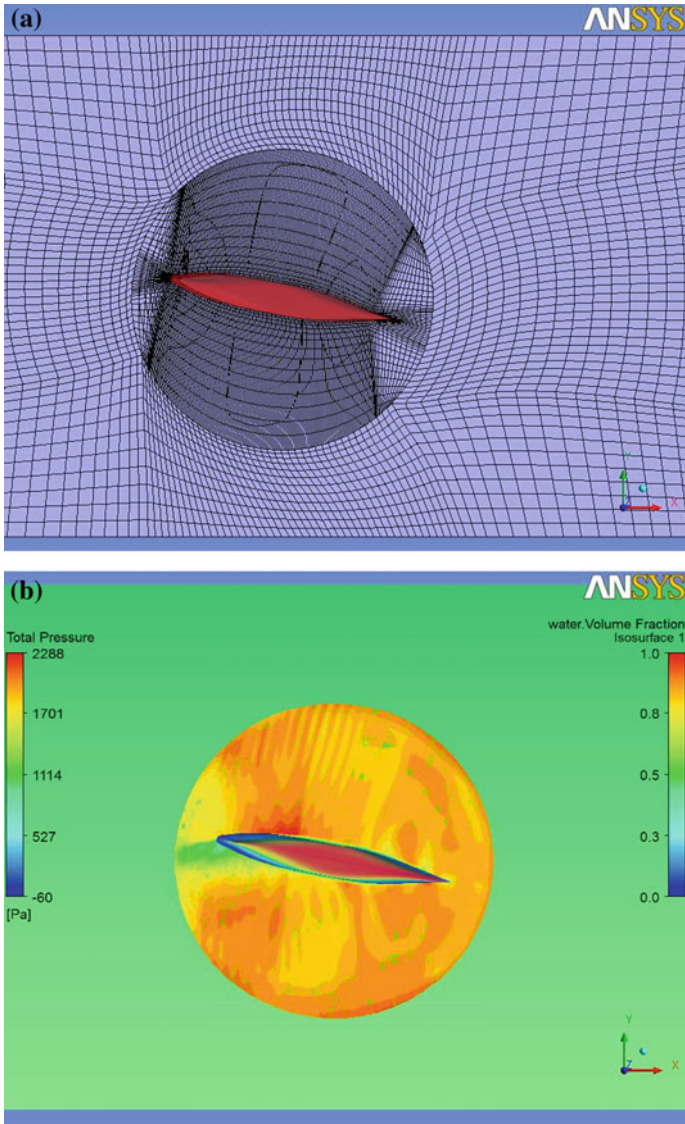 (a)
ANSYS
Y
X
(b)
ANSYS
Total Pressure
2288
1701
1114
527
-60
[Pa]
water.Volume Fraction
Isosurface 1
1.0
0.8
0.5
0.3
0.0
Y
Z
X